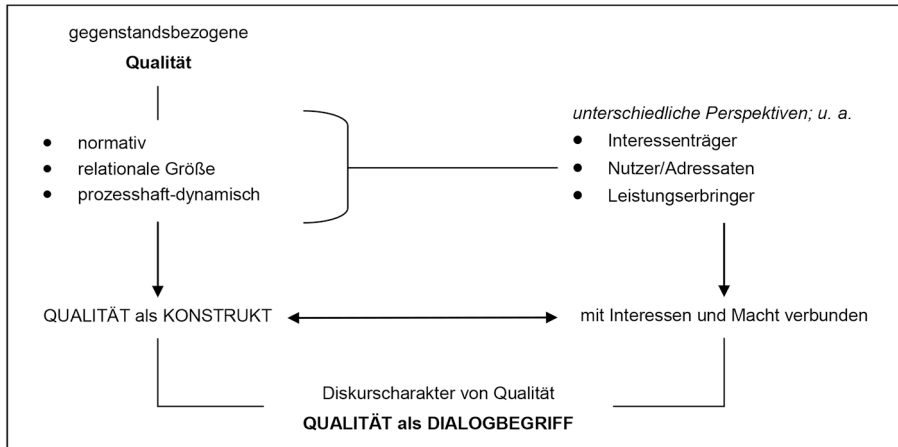 gegenstandsbezogene
Qualität
• normativ
• relationale Größe
• prozesshaft-dynamisch
unterschiedliche Perspektiven; u. a.
• Interessenträger
• Nutzer/Adressaten
• Leistungserbringer
QUALITÄT als KONSTRUKT
mit Interessen und Macht verbunden
Diskurscharakter von Qualität
QUALITÄT als DIALOGBEGRIFF